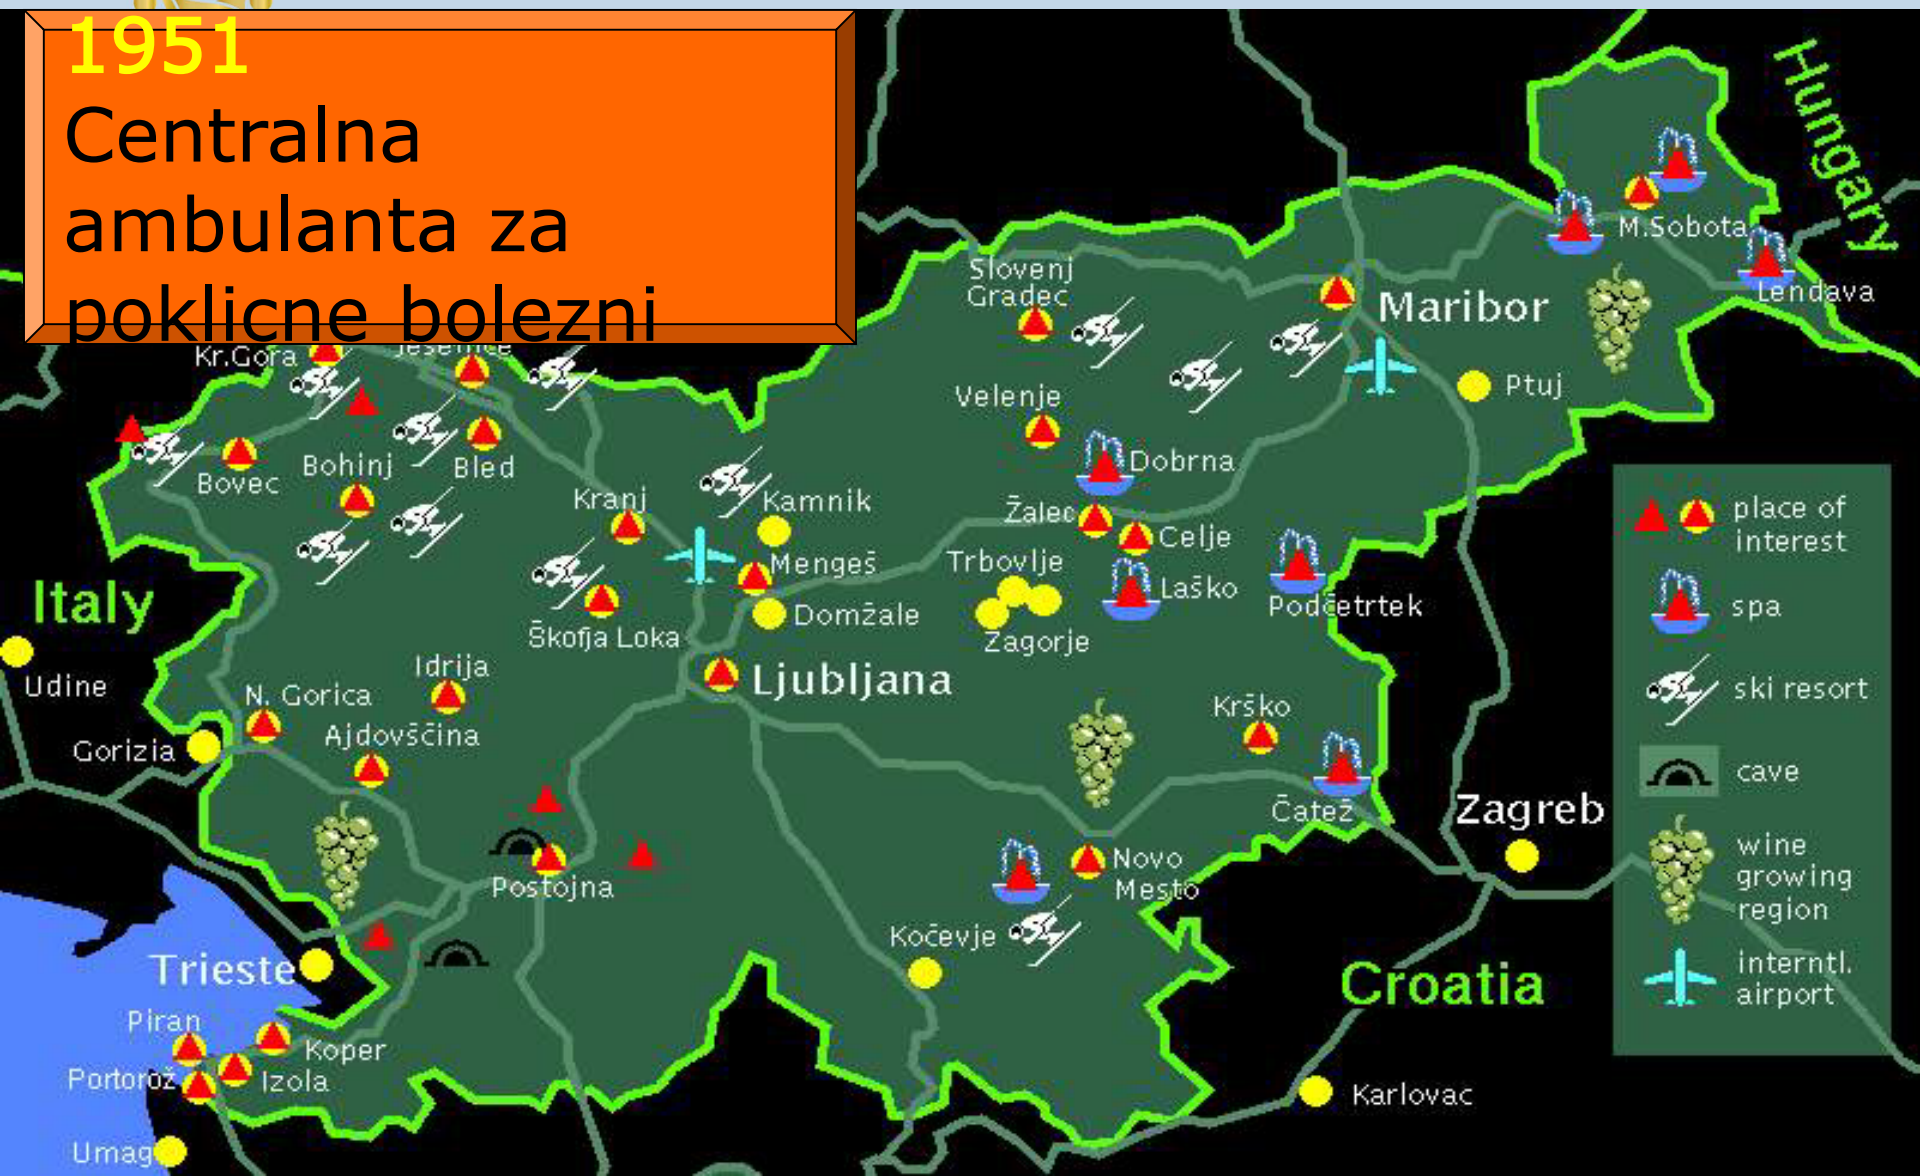 1951
Centralna
ambulanta za
poklicne bolezni
Hungary
M.Sobota
Lendava
Slovenj
Gradec
Maribor
Ptuj
Kr.Gora
Jesenice
Velenje
Dobrna
Bovec
Bohinj
Bled
Kranj
Kamnik
Žalec
Celje
Mengeš
Trbovlje
Laško
Podčetrtek
Domžale
Zagorje
Škofja Loka
Italy
Udine
Idrija
Ljubljana
N. Gorica
Ajdovščina
Gorizia
Krško
Čatež
Zagreb
Postojna
Novo
Mesto
Kočevje
Trieste
Croatia
Piran
Koper
Portorož
Izola
Karlovac
Umag
place of
interest
spa
ski resort
cave
wine
growing
region
interntl.
airport